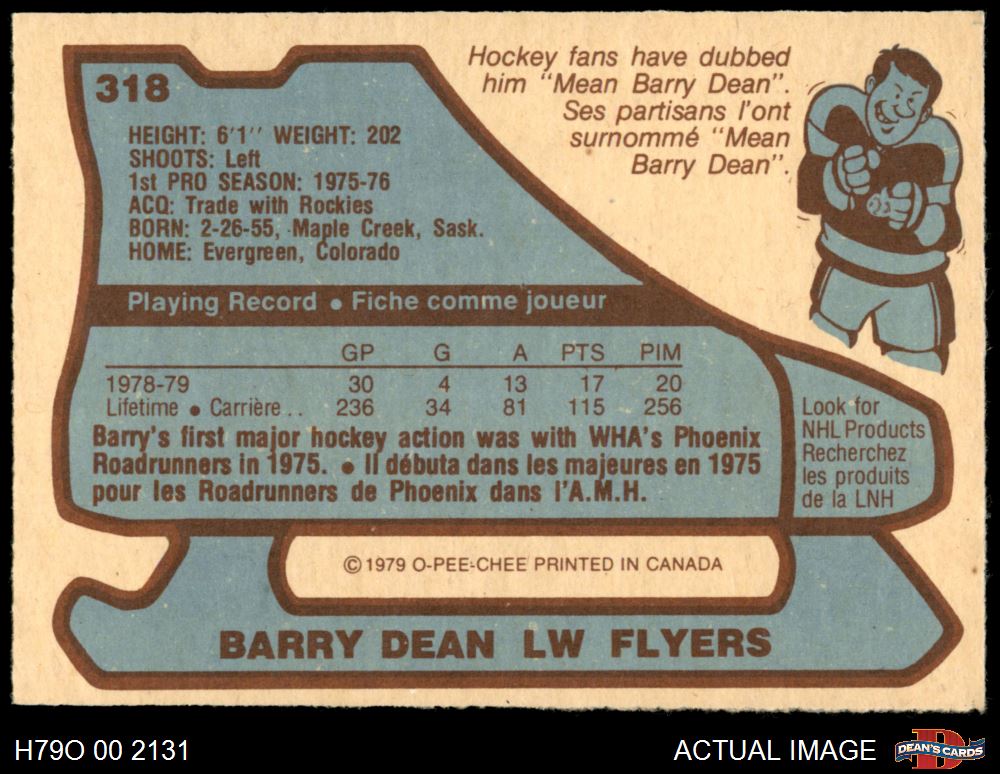 318
Hockey fans have dubbed
him "Mean Barry Dean".
Ses partisans l'ont
surnommé "Mean
Barry Dean".
HEIGHT: 6'1'' WEIGHT: 202
SHOOTS: Left
1st PRO SEASON: 1975-76
ACQ: Trade with Rockies
BORN: 2-26-55, Maple Creek, Sask.
HOME: Evergreen, Colorado
Playing Record • Fiche comme joueur
GP G A PTS PIM
1978-79 30 4 13 17 20
Lifetime • Carrière.. 236 34 81 115 256
Barry's first major hockey action was with WHA's Phoenix
Roadrunners in 1975. • Il débuta dans les majeures en 1975
pour les Roadrunners de Phoenix dans l'A.M.H.
Look for
NHL Products
Recherchez
les produits
de la LNH
© 1979 O-PEE-CHEE PRINTED IN CANADA
BARRY DEAN LW FLYERS
H79O 00 2131
ACTUAL IMAGE
D
DEAN'S CARDS